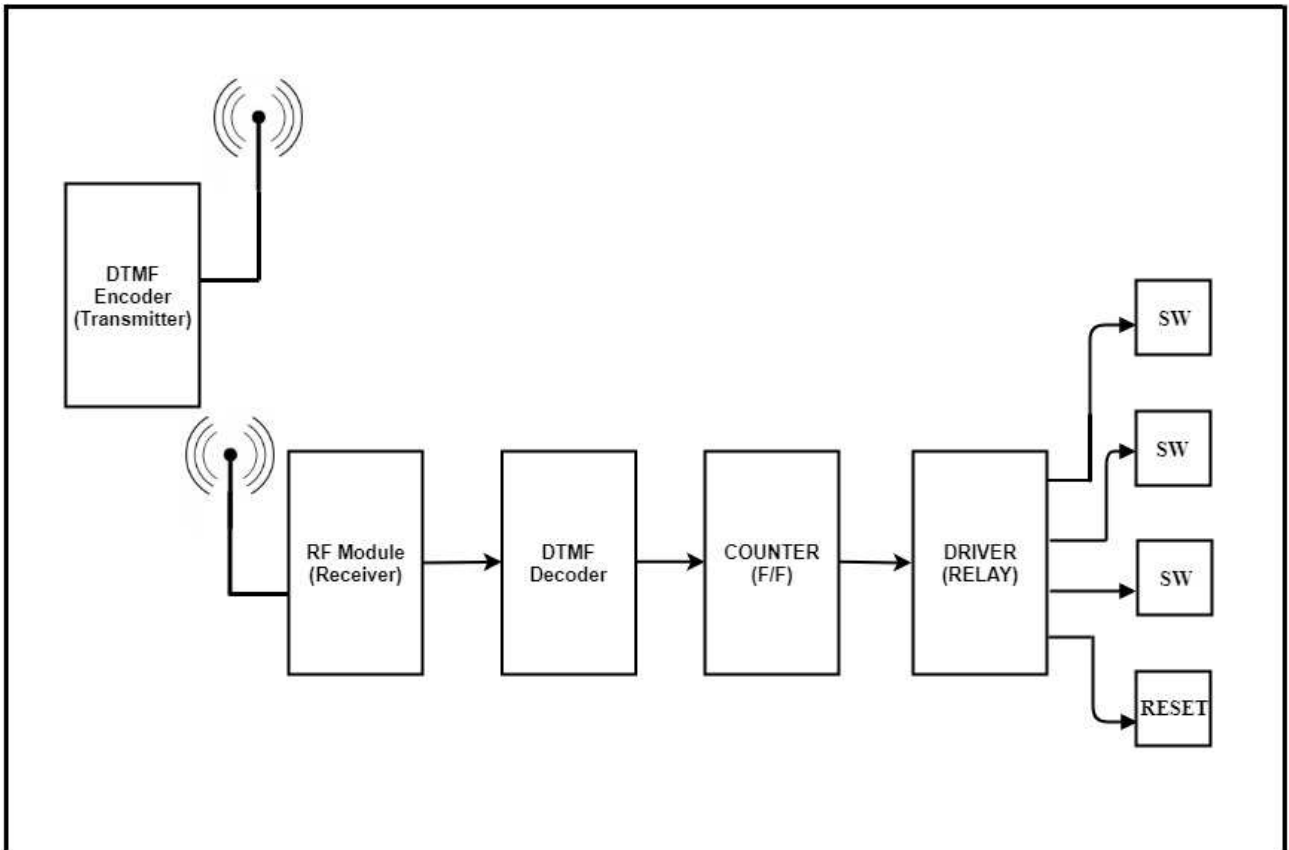 DTMF
Encoder
(Transmitter)
RF Module
(Receiver)
DTMF
Decoder
COUNTER
(F/F)
DRIVER
(RELAY)
SW
SW
SW
RESET